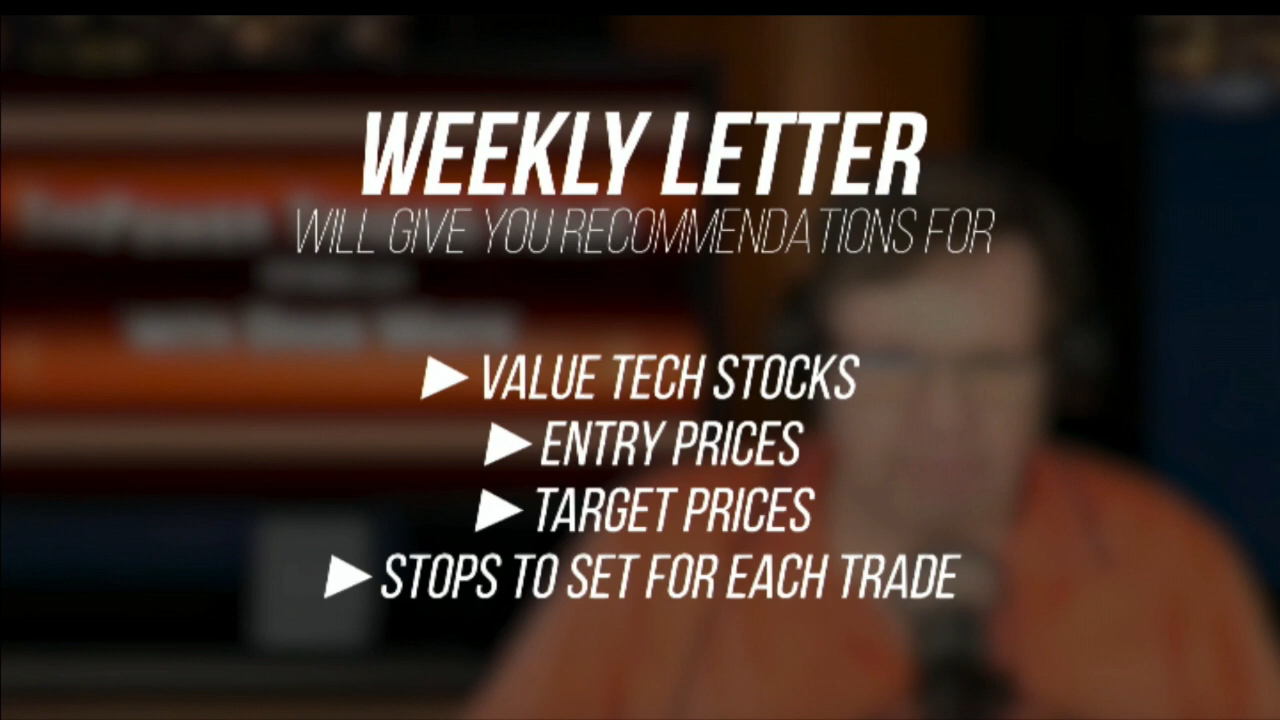 WEEKLY LETTER
WILL GIVE YOU RECOMMENDATIONS FOR
▶ VALUE TECH STOCKS
▶ ENTRY PRICES
▶ TARGET PRICES
▶ STOPS TO SET FOR EACH TRADE